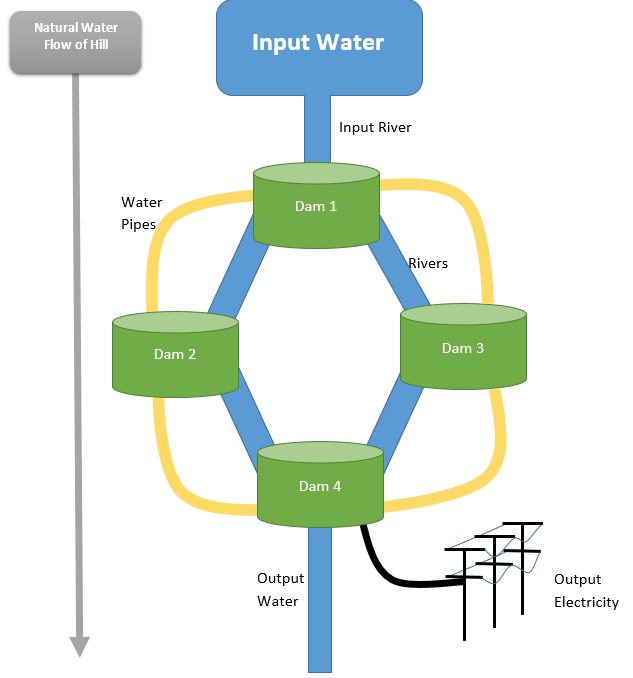 Natural Water
Flow of Hill
Input Water
Input River
Dam 1
Water
Pipes
Rivers
Dam 2
Dam 3
Dam 4
Output
Water
Output
Electricity